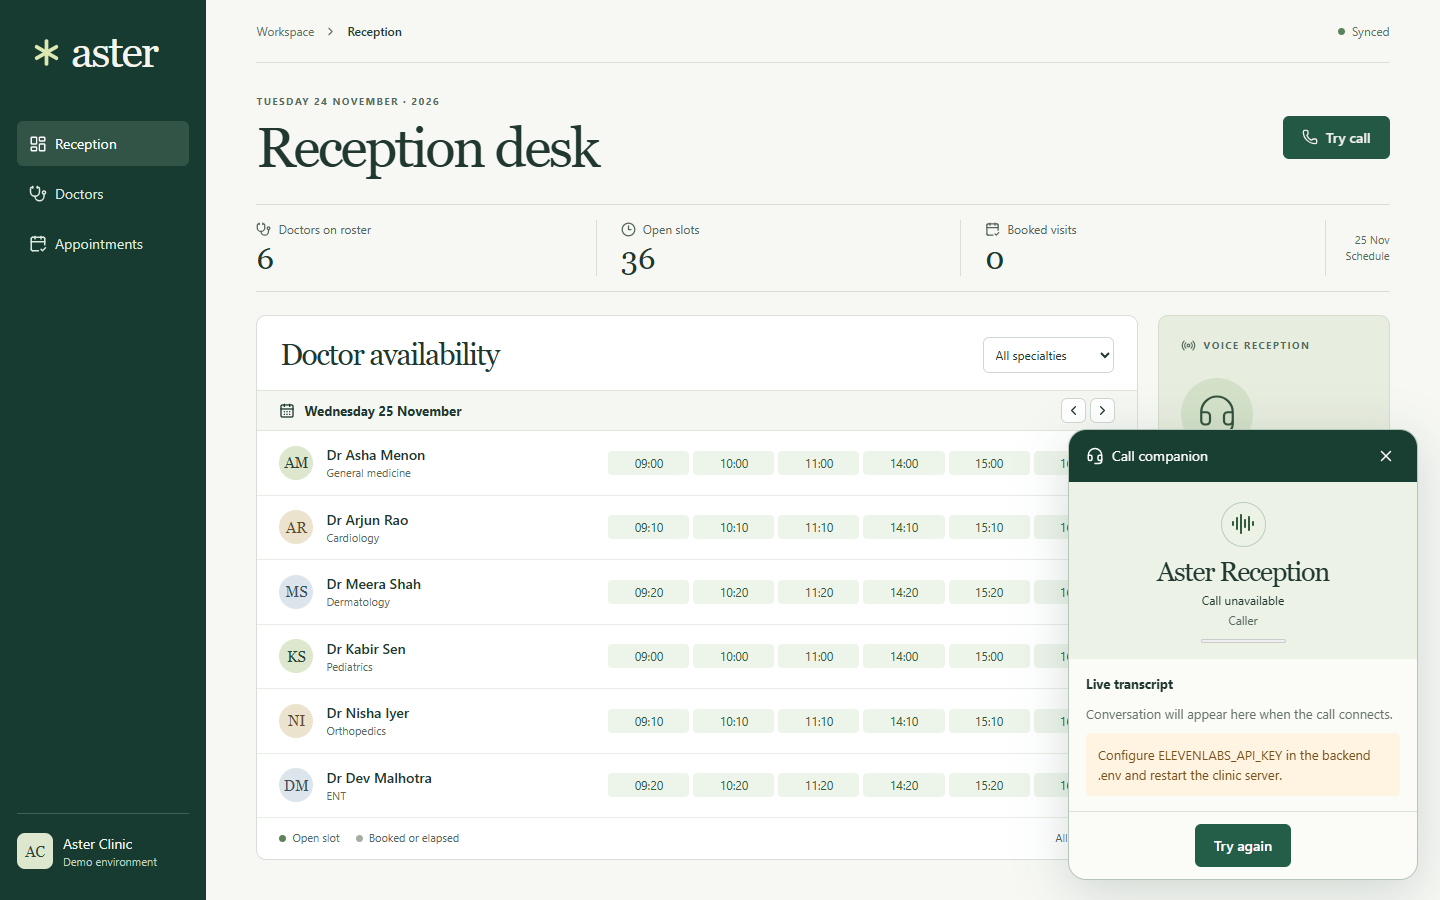 aster
Reception
Doctors
Appointments
AC
Aster Clinic
Demo environment
Workspace
Reception
Synced
TUESDAY 24 NOVEMBER · 2026
Reception desk
Try call
Doctors on roster
6
Open slots
36
Booked visits
0
25 Nov
Schedule
Doctor availability
All specialties
Wednesday 25 November
AM
Dr Asha Menon
General medicine
09:00 10:00 11:00 14:00 15:00
AR
Dr Arjun Rao
Cardiology
09:10 10:10 11:10 14:10 15:10
MS
Dr Meera Shah
Dermatology
09:20 10:20 11:20 14:20 15:20
KS
Dr Kabir Sen
Pediatrics
09:00 10:00 11:00 14:00 15:00
NI
Dr Nisha Iyer
Orthopedics
09:10 10:10 11:10 14:10 15:10
DM
Dr Dev Malhotra
ENT
09:20 10:20 11:20 14:20 15:20
Open slot
Booked or elapsed
All
VOICE RECEPTION
Call companion
Aster Reception
Call unavailable
Caller
Live transcript
Conversation will appear here when the call connects.
Configure ELEVENLABS_API_KEY in the backend
.env and restart the clinic server.
Try again